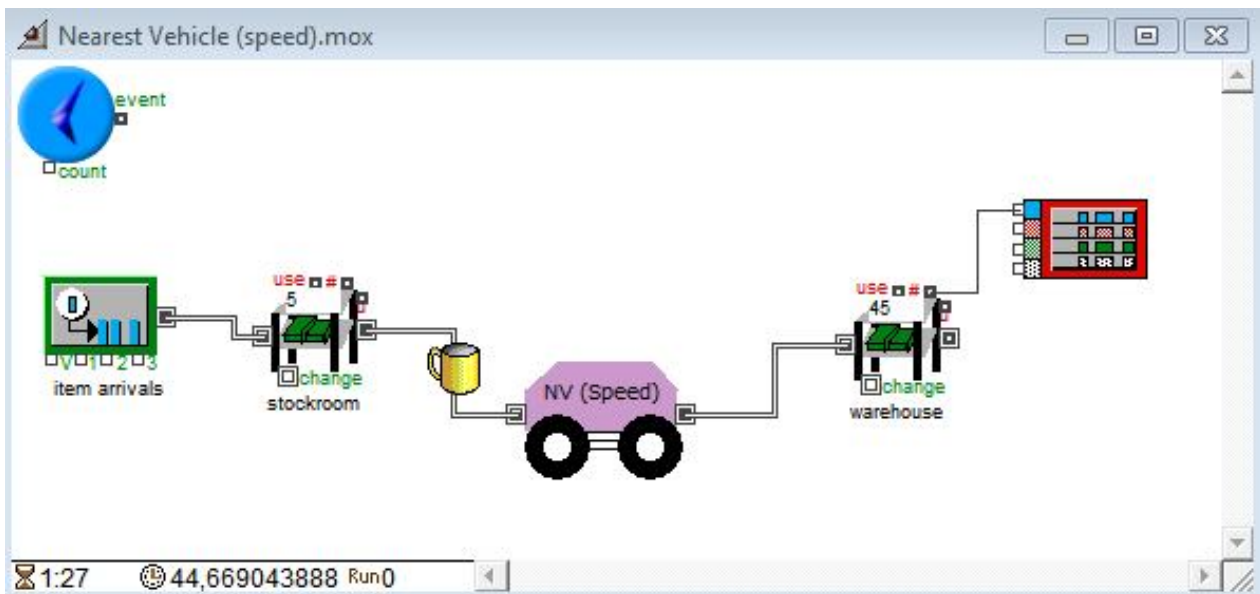 Nearest Vehicle (speed).mox
event
count
use #
5
change
stockroom
V 1 2 3
item arrivals
NV (Speed)
use #
45
change
warehouse
1:27 44,669043888 Run0